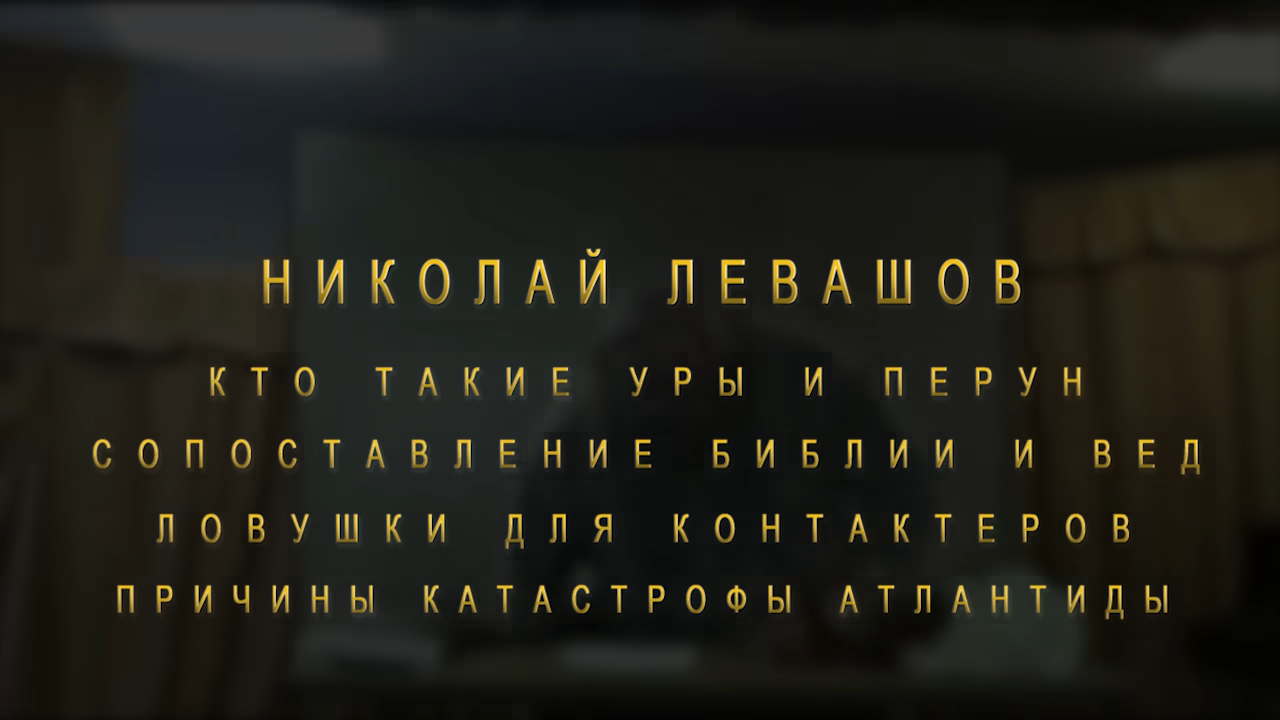 НИКОЛАЙ ЛЕВАШОВ
КТО ТАКИЕ УРЫ И ПЕРУН
СОПОСТАВЛЕНИЕ БИБЛИИ И ВЕД
ЛОВУШКИ ДЛЯ КОНТАКТЕРОВ
ПРИЧИНЫ КАТАСТРОФЫ АТЛАНТИДЫ